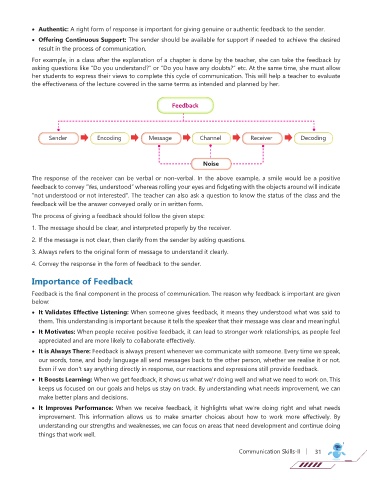 • Authentic: A right form of response is important for giving genuine or authentic feedback to the sender.
• Offering Continuous Support: The sender should be available for support if needed to achieve the desired
result in the process of communication.
For example, in a class after the explanation of a chapter is done by the teacher, she can take the feedback by
asking questions like "Do you understand?" or "Do you have any doubts?" etc. At the same time, she must allow
her students to express their views to complete this cycle of communication. This will help a teacher to evaluate
the effectiveness of the lecture covered in the same terms as intended and planned by her.
Feedback
Sender Encoding Message Channel Receiver Decoding
Noise
The response of the receiver can be verbal or non-verbal. In the above example, a smile would be a positive
feedback to convey "Yes, understood" whereas rolling your eyes and fidgeting with the objects around will indicate
"not understood or not interested". The teacher can also ask a question to know the status of the class and the
feedback will be the answer conveyed orally or in written form.
The process of giving a feedback should follow the given steps:
1. The message should be clear, and interpreted properly by the receiver.
2. If the message is not clear, then clarify from the sender by asking questions.
3. Always refers to the original form of message to understand it clearly.
4. Convey the response in the form of feedback to the sender.
Importance of Feedback
Feedback is the final component in the process of communication. The reason why feedback is important are given
below:
• It Validates Effective Listening: When someone gives feedback, it means they understood what was said to
them. This understanding is important because it tells the speaker that their message was clear and meaningful.
• It Motivates: When people receive positive feedback, it can lead to stronger work relationships, as people feel
appreciated and are more likely to collaborate effectively.
• It is Always There: Feedback is always present whenever we communicate with someone. Every time we speak,
our words, tone, and body language all send messages back to the other person, whether we realise it or not.
Even if we don't say anything directly in response, our reactions and expressions still provide feedback.
• It Boosts Learning: When we get feedback, it shows us what we're doing well and what we need to work on. This
keeps us focused on our goals and helps us stay on track. By understanding what needs improvement, we can
make better plans and decisions.
• It Improves Performance: When we receive feedback, it highlights what we're doing right and what needs
improvement. This information allows us to make smarter choices about how to work more effectively. By
understanding our strengths and weaknesses, we can focus on areas that need development and continue doing
things that work well.
Communication Skills-II | 31